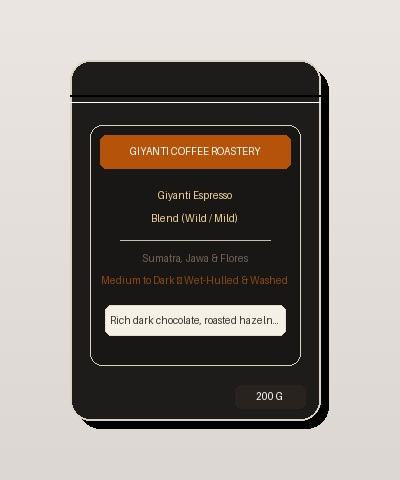 GIYANTI COFFEE ROASTERY
Giyanti Espresso
Blend (Wild / Mild)
Sumatra, Jawa & Flores
Medium to Dark ▯ Wet-Hulled & Washed
Rich dark chocolate, roasted hazeln...
200 G